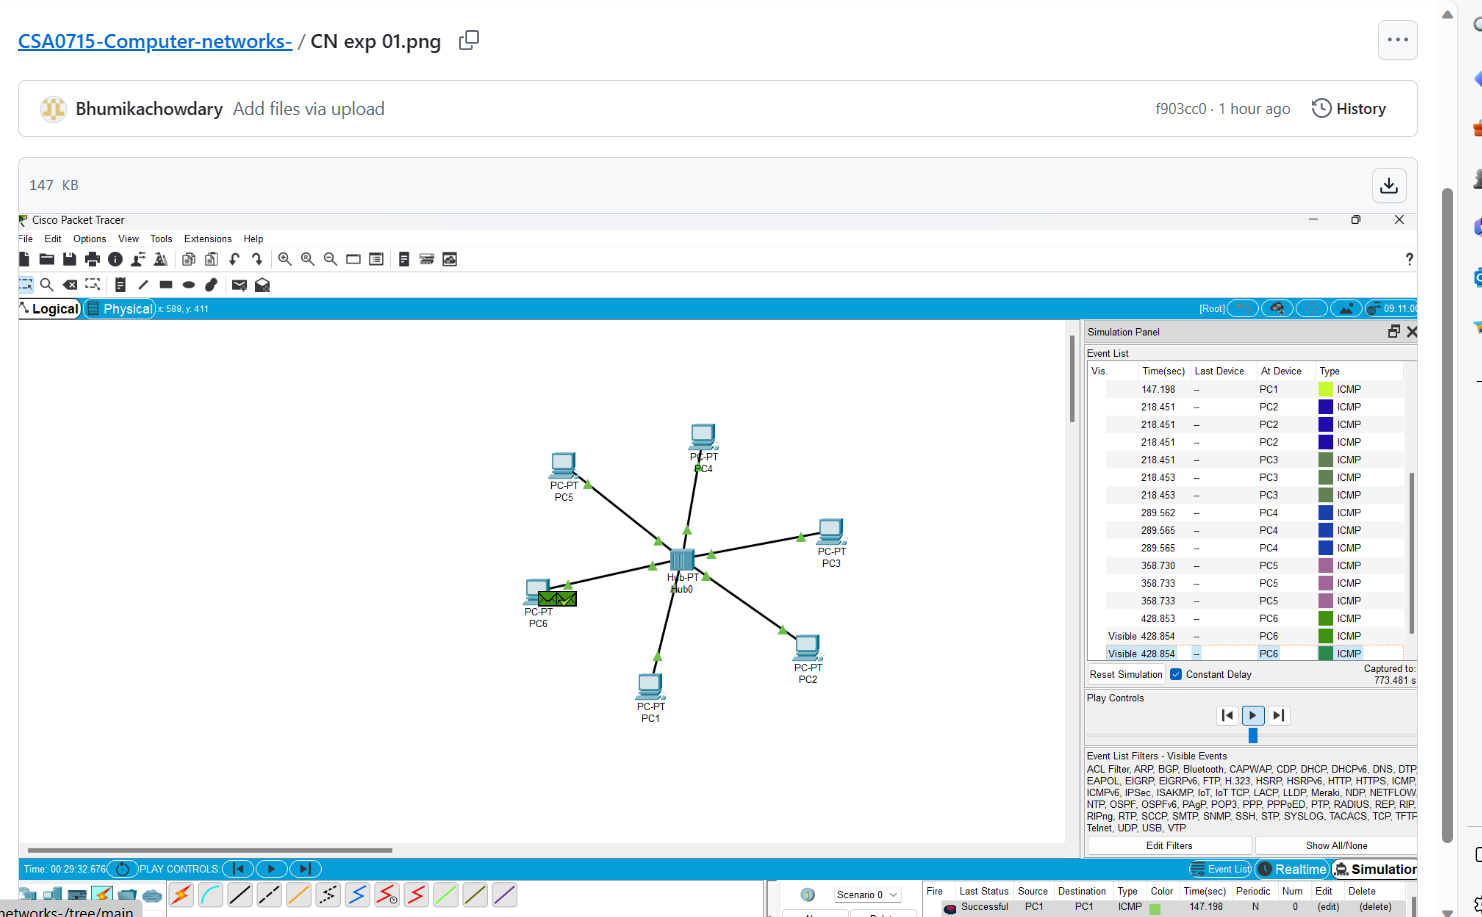 CSA0715-Computer-networks- / CN exp 01.png
Bhumikachowdary Add files via upload
f903cc0 · 1 hour ago History
147 KB
Cisco Packet Tracer
File Edit Options View Tools Extensions Help
Logical Physical x: 589, y: 411
[Root] 09:11:00
PC-PT
PC4
PC-PT
PC5
PC-PT
PC3
Hub-PT
Hub0
PC-PT
PC6
PC-PT
PC2
PC-PT
PC1
Simulation Panel
Event List
Vis. Time(sec) Last Device At Device Type
147.198 -- PC1 ICMP
218.451 -- PC2 ICMP
218.451 -- PC2 ICMP
218.451 -- PC2 ICMP
218.451 -- PC3 ICMP
218.453 -- PC3 ICMP
218.453 -- PC3 ICMP
289.562 -- PC4 ICMP
289.565 -- PC4 ICMP
289.565 -- PC4 ICMP
358.730 -- PC5 ICMP
358.733 -- PC5 ICMP
358.733 -- PC5 ICMP
428.853 -- PC6 ICMP
Visible 428.854 -- PC6 ICMP
Visible 428.854 -- PC6 ICMP
Reset Simulation Constant Delay Captured to:
773.481 s
Play Controls
Event List Filters - Visible Events
ACL Filter, ARP, BGP, Bluetooth, CAPWAP, CDP, DHCP, DHCPv6, DNS, DTP,
EAPOL, EIGRP, EIGRPv6, FTP, H.323, HSRP, HSRPv6, HTTP, HTTPS, ICMP,
ICMPv6, IPSec, ISAKMP, IoT, IoT TCP, LACP, LLDP, Meraki, NDP, NETFLOW,
NTP, OSPF, OSPFv6, PAgP, POP3, PPP, PPPoED, PTP, RADIUS, REP, RIP,
RIPng, RTP, SCCP, SMTP, SNMP, SSH, STP, SYSLOG, TACACS, TCP, TFTP
Telnet, UDP, USB, VTP
Edit Filters Show All/None
Time: 00:29:32.676 PLAY CONTROLS:
Event List Realtime Simulation
networks-/tree/main
Scenario 0
Fire Last Status Source Destination Type Color Time(sec) Periodic Num Edit Delete
Successful PC1 PC1 ICMP 147.198 N 0 (edit) (delete)